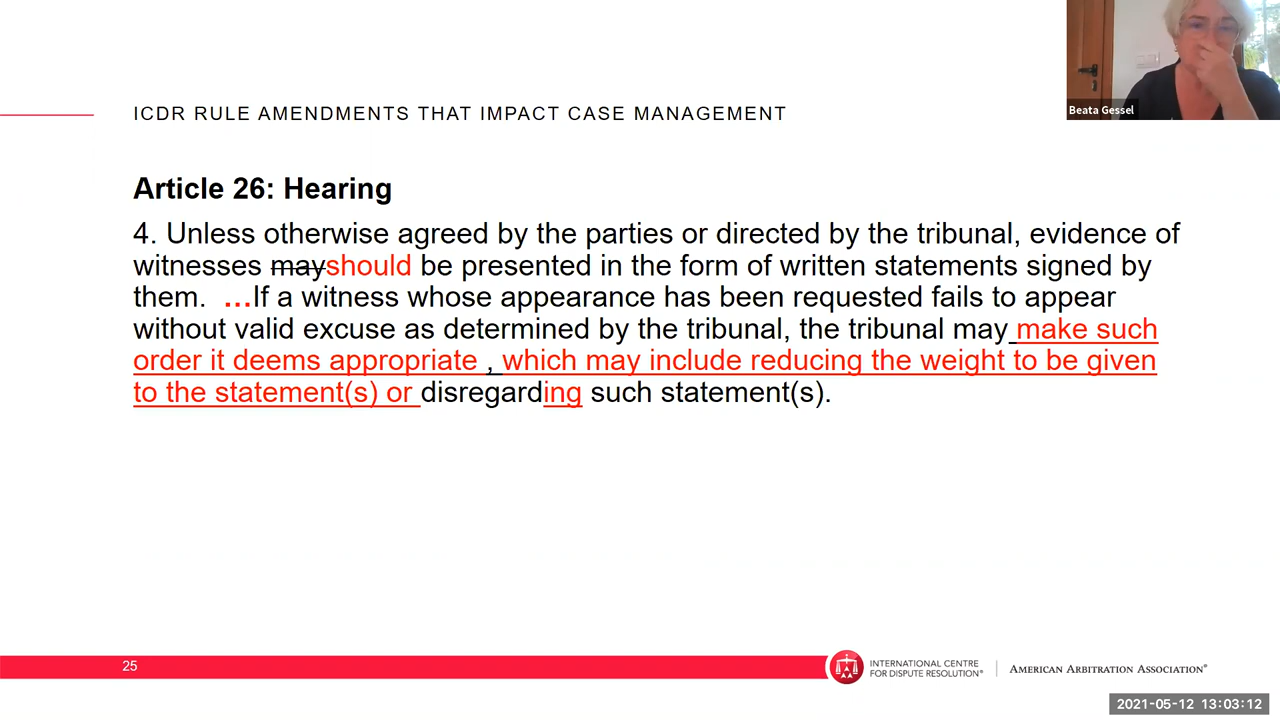 Beata Gessel
ICDR RULE AMENDMENTS THAT IMPACT CASE MANAGEMENT
Article 26: Hearing
4. Unless otherwise agreed by the parties or directed by the tribunal, evidence of
witnesses mayshould be presented in the form of written statements signed by
them. ...If a witness whose appearance has been requested fails to appear
without valid excuse as determined by the tribunal, the tribunal may make such
order it deems appropriate , which may include reducing the weight to be given
to the statement(s) or disregarding such statement(s).
25
INTERNATIONAL CENTRE
FOR DISPUTE RESOLUTION®
AMERICAN ARBITRATION ASSOCIATION®
2021-05-12 13:03:12